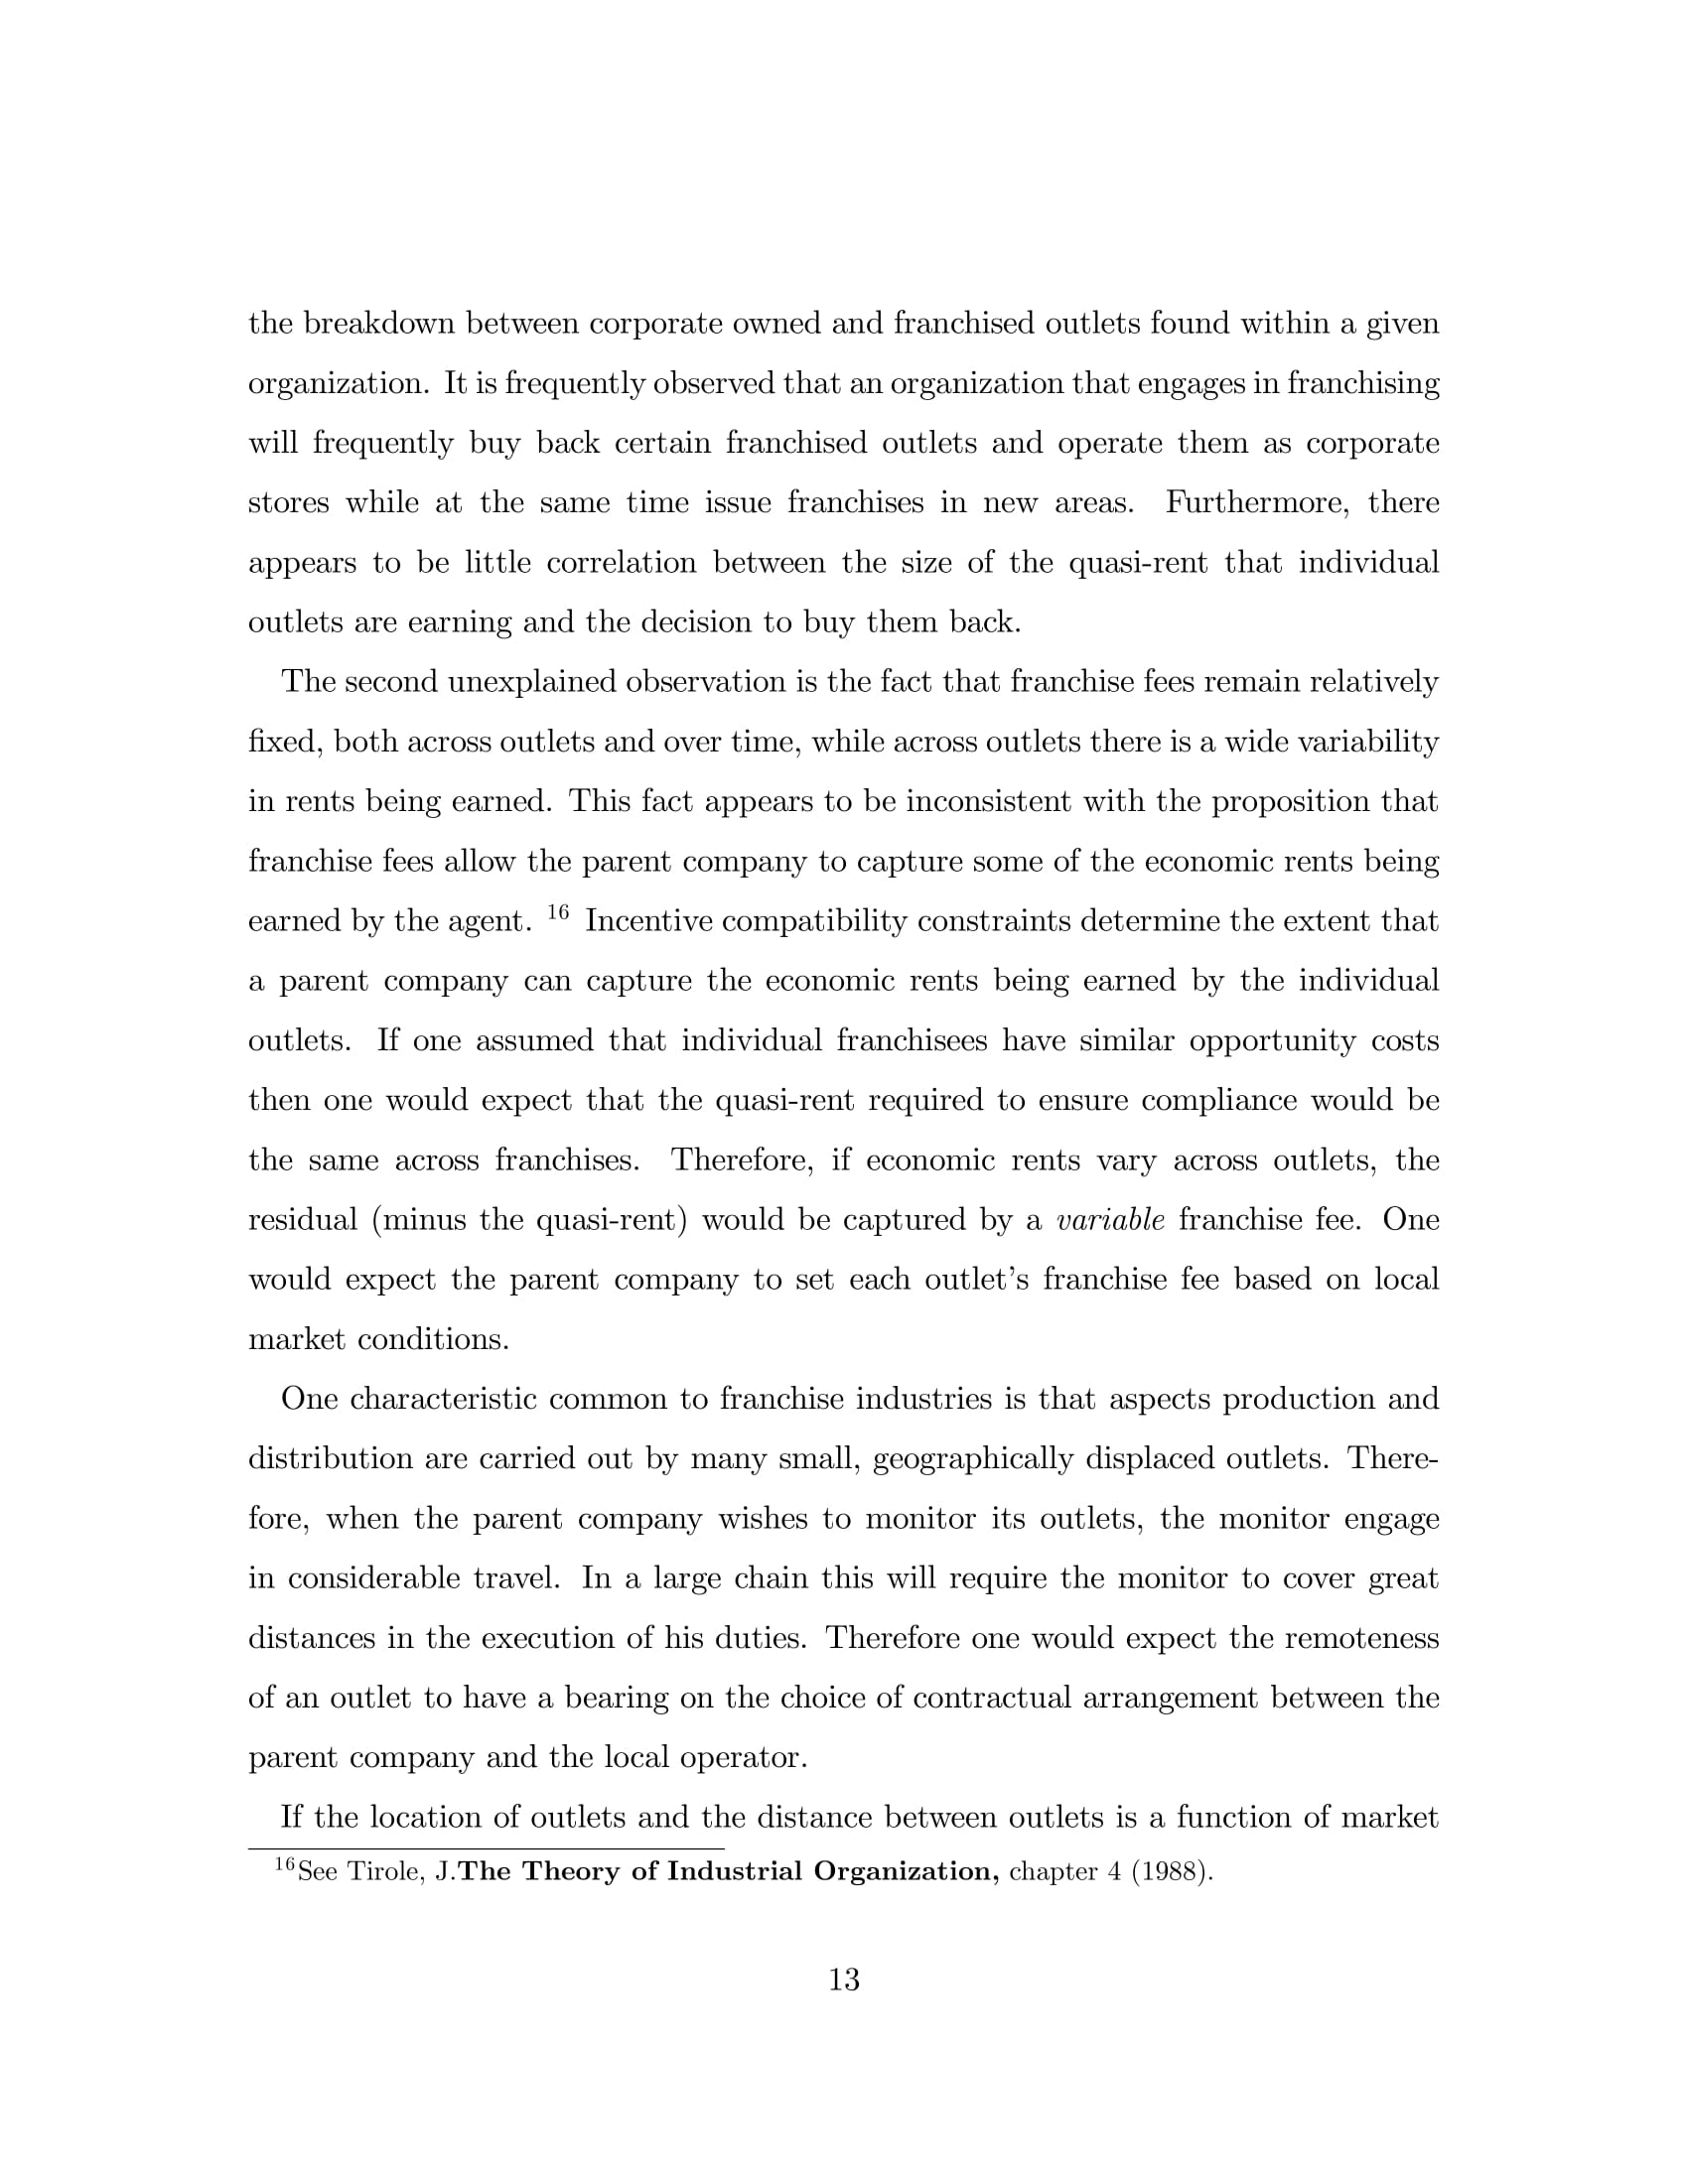 the breakdown between corporate owned and franchised outlets found within a given
organization. It is frequently observed that an organization that engages in franchising
will frequently buy back certain franchised outlets and operate them as corporate
stores while at the same time issue franchises in new areas. Furthermore, there
appears to be little correlation between the size of the quasi-rent that individual
outlets are earning and the decision to buy them back.
The second unexplained observation is the fact that franchise fees remain relatively
fixed, both across outlets and over time, while across outlets there is a wide variability
in rents being earned. This fact appears to be inconsistent with the proposition that
franchise fees allow the parent company to capture some of the economic rents being
earned by the agent. 16 Incentive compatibility constraints determine the extent that
a parent company can capture the economic rents being earned by the individual
outlets. If one assumed that individual franchisees have similar opportunity costs
then one would expect that the quasi-rent required to ensure compliance would be
the same across franchises. Therefore, if economic rents vary across outlets, the
residual (minus the quasi-rent) would be captured by a variable franchise fee. One
would expect the parent company to set each outlet's franchise fee based on local
market conditions.
One characteristic common to franchise industries is that aspects production and
distribution are carried out by many small, geographically displaced outlets. There-
fore, when the parent company wishes to monitor its outlets, the monitor engage
in considerable travel. In a large chain this will require the monitor to cover great
distances in the execution of his duties. Therefore one would expect the remoteness
of an outlet to have a bearing on the choice of contractual arrangement between the
parent company and the local operator.
If the location of outlets and the distance between outlets is a function of market
16See Tirole, J.The Theory of Industrial Organization, chapter 4 (1988).
13